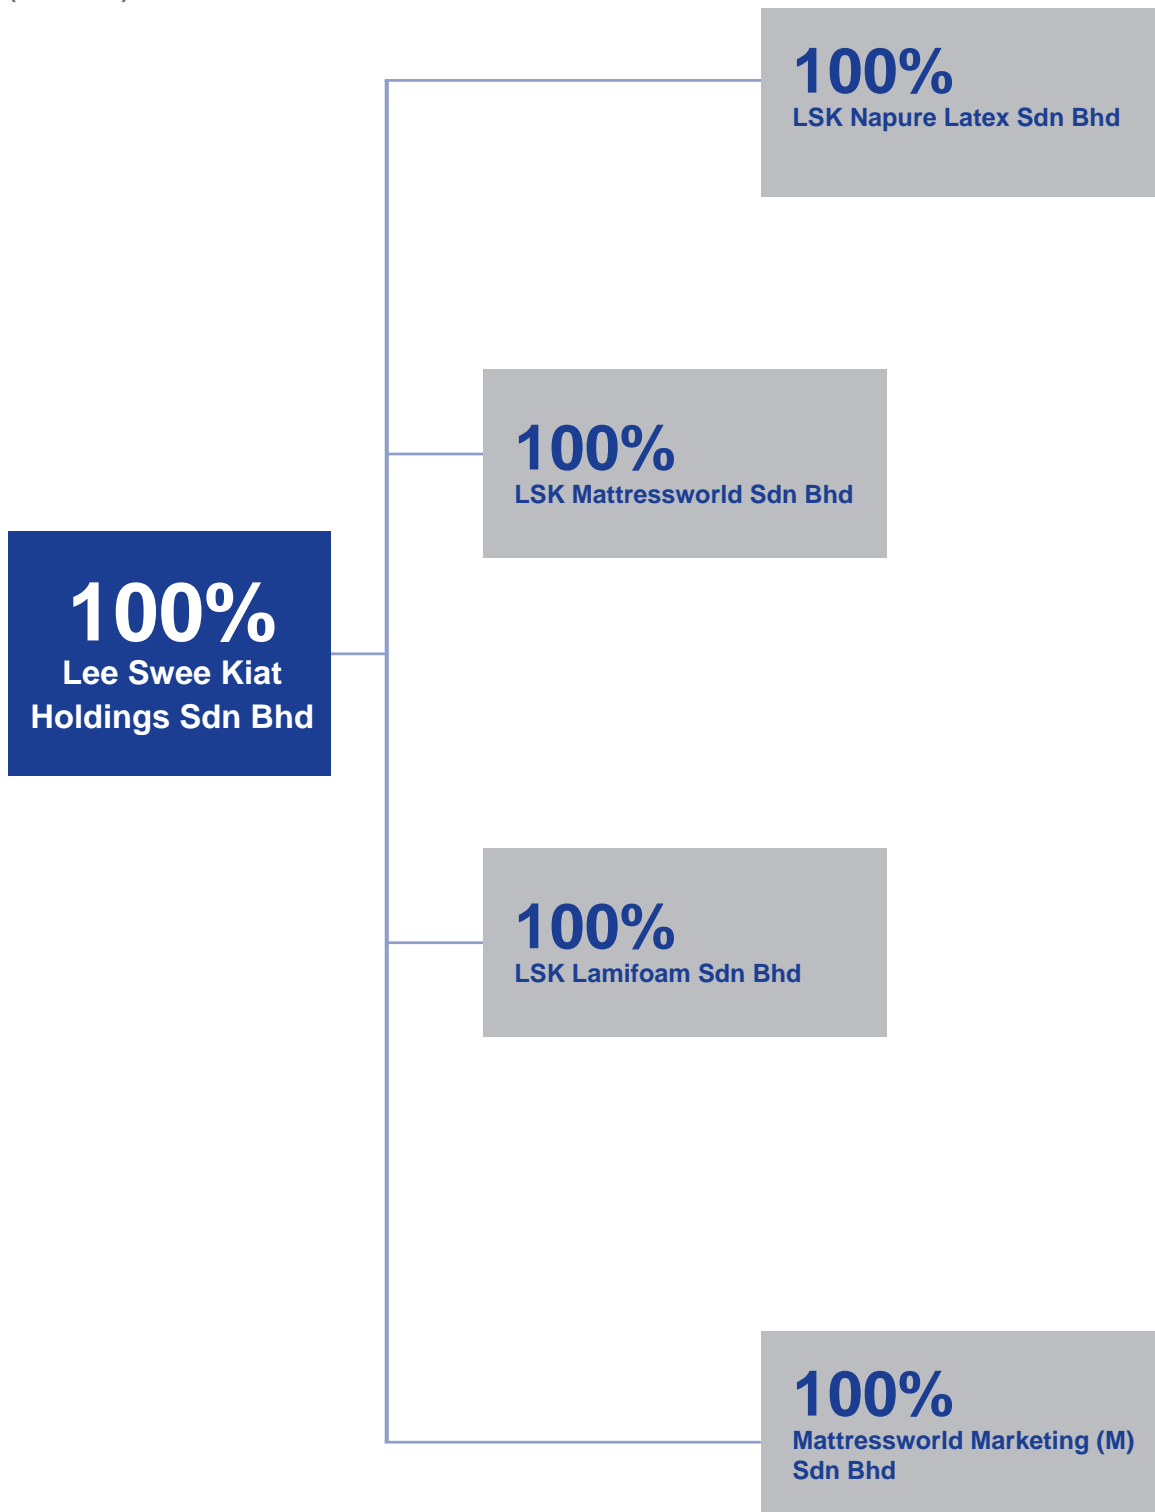 100%
LSK Napure Latex Sdn Bhd
100%
LSK Mattressworld Sdn Bhd
100%
Lee Swee Kiat
Holdings Sdn Bhd
100%
LSK Lamifoam Sdn Bhd
100%
Mattressworld Marketing (M)
Sdn Bhd